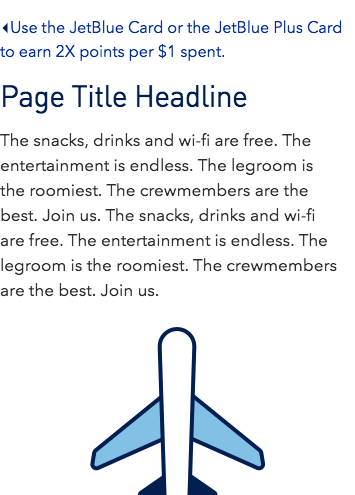 Use the JetBlue Card or the JetBlue Plus Card
to earn 2X points per $1 spent.
Page Title Headline
The snacks, drinks and wi-fi are free. The
entertainment is endless. The legroom is
the roomiest. The crewmembers are the
best. Join us. The snacks, drinks and wi-fi
are free. The entertainment is endless. The
legroom is the roomiest. The crewmembers
are the best. Join us.